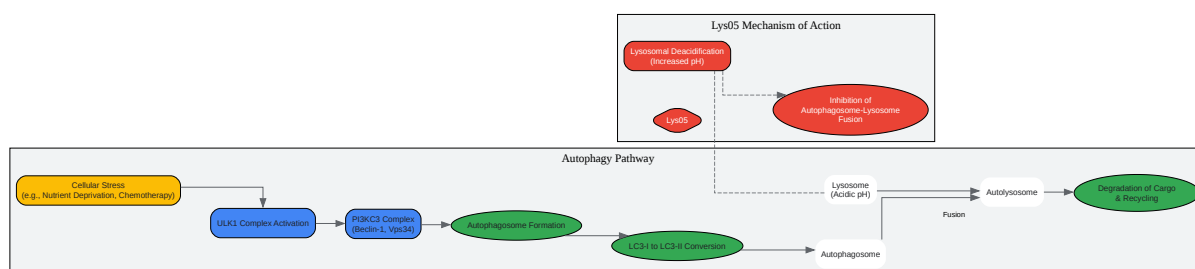 Lys05 Mechanism of Action
Lysosomal Deacidification
(Increased pH)
Inhibition of
Autophagosome-Lysosome
Fusion
Lys05
Autophagy Pathway
Cellular Stress
(e.g., Nutrient Deprivation, Chemotherapy)
ULK1 Complex Activation
PI3KC3 Complex
(Beclin-1, Vps34)
Autophagosome Formation
LC3-I to LC3-II Conversion
Autophagosome
Lysosome
(Acidic pH)
Fusion
Autolysosome
Degradation of Cargo
& Recycling